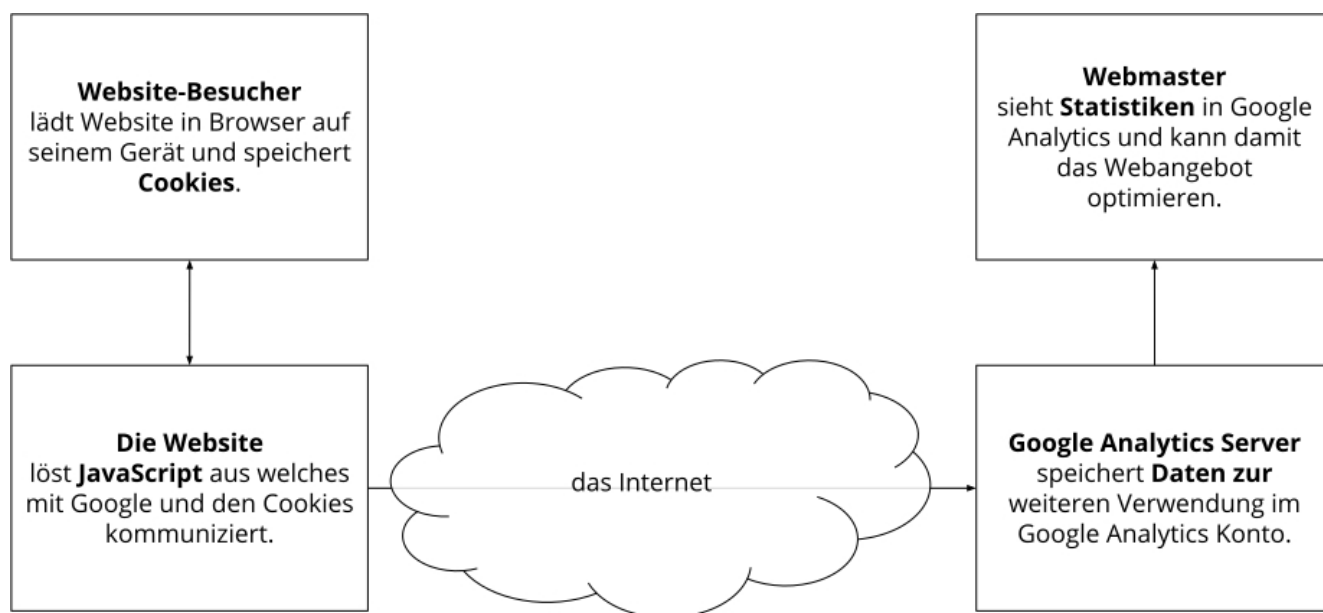 Website-Besucher
lädt Website in Browser auf
seinem Gerät und speichert
Cookies.
Webmaster
sieht Statistiken in Google
Analytics und kann damit
das Webangebot
optimieren.
Die Website
löst JavaScript aus welches
mit Google und den Cookies
kommuniziert.
das Internet
Google Analytics Server
speichert Daten zur
weiteren Verwendung im
Google Analytics Konto.